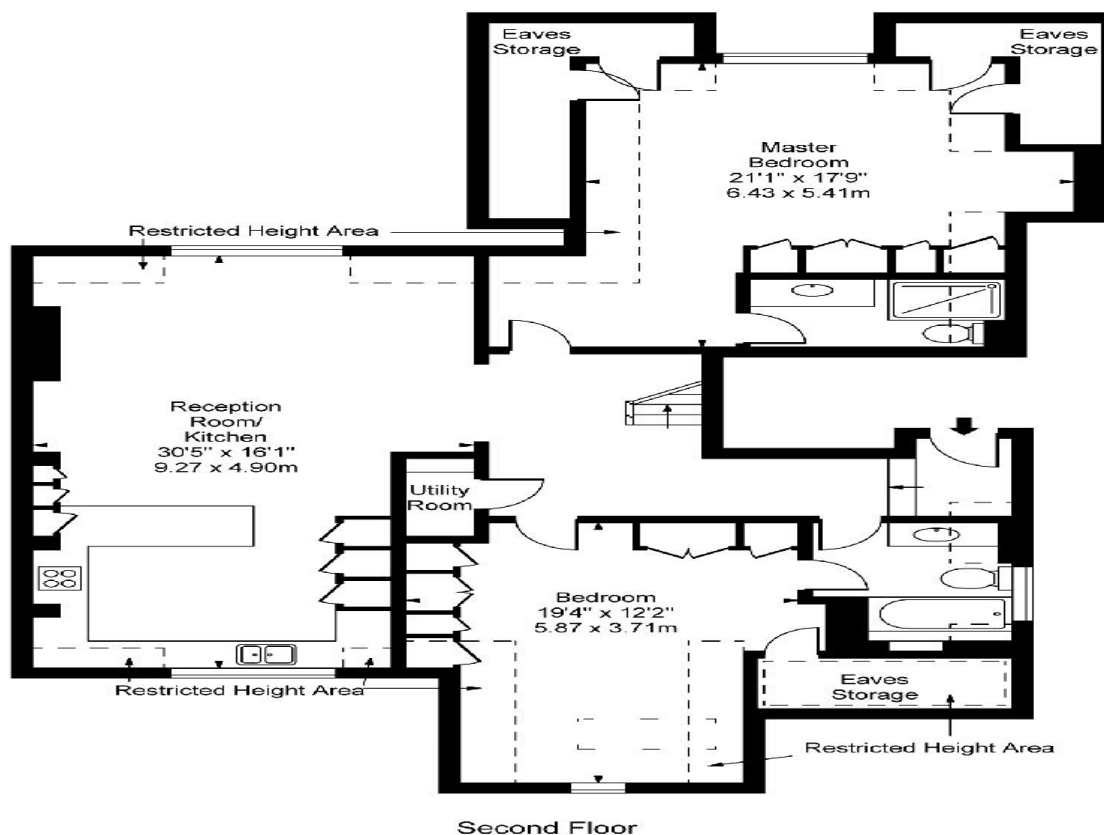 Eaves
Storage
Eaves
Storage
Master
Bedroom
21'1" x 17'9"
6.43 x 5.41m
Restricted Height Area
Reception
Room/
Kitchen
30'5" x 16'1"
9.27 x 4.90m
Utility
Room
Bedroom
19'4" x 12'2"
5.87 x 3.71m
Eaves
Storage
Restricted Height Area
Restricted Height Area
Second Floor